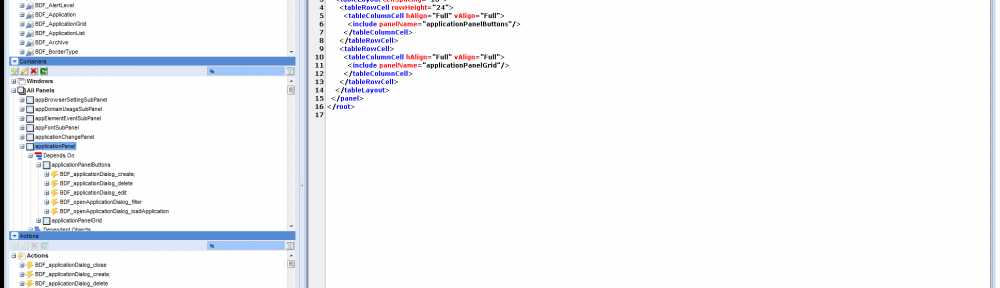 BDF_AlertLevel
BDF_Application
BDF_ApplicationGrid
BDF_ApplicationList
BDF_Archive
BDF_BorderType
Containers
%
Windows
All Panels
appBrowserSettingSubPanel
appDomainUsageSubPanel
appElementEventSubPanel
appFontSubPanel
applicationChangePanel
applicationPanel
Depends On
applicationPanelButtons
BDF_applicationDialog_create;
BDF_applicationDialog_delete
BDF_applicationDialog_edit
BDF_openApplicationDialog_filter
BDF_openApplicationDialog_loadApplication
applicationPanelGrid
Dependent Objects
Actions
%
Actions
BDF_applicationDialog_close
BDF_applicationDialog_create;
BDF_applicationDialog_delete
4 <tableRowCell rowHeight="24">
5 <tableColumnCell hAlign="Full" vAlign="Full">
6 <include panelName="applicationPanelButtons"/>
7 </tableColumnCell>
8 </tableRowCell>
9 <tableRowCell>
10 <tableColumnCell hAlign="Full" vAlign="Full">
11 <include panelName="applicationPanelGrid"/>
12 </tableColumnCell>
13 </tableRowCell>
14 </tableLayout>
15 </panel>
16 </root>
17